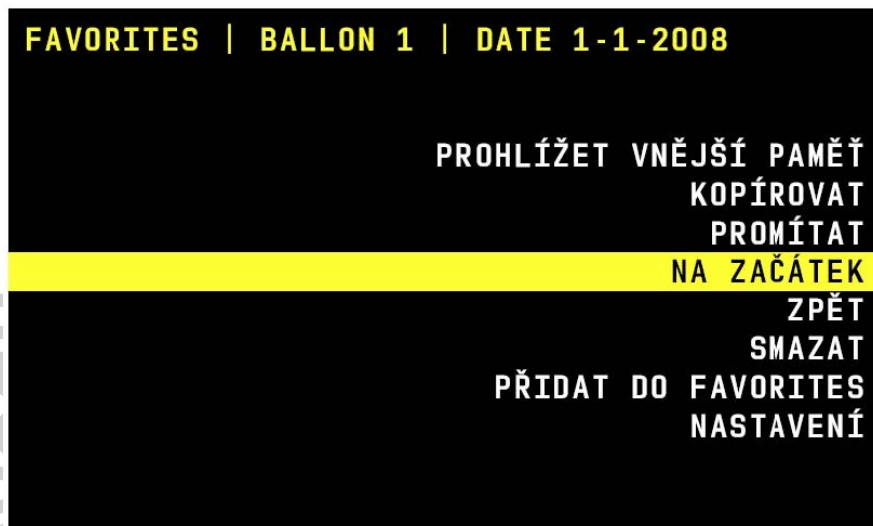 FAVORITES | BALLON 1 | DATE 1-1-2008
PROHLÍŽET VNĚJŠÍ PAMĚŤ
KOPÍROVAT
PROMÍTAT
NA ZAČÁTEK
ZPĚT
SMAZAT
PŘIDAT DO FAVORITES
NASTAVENÍ